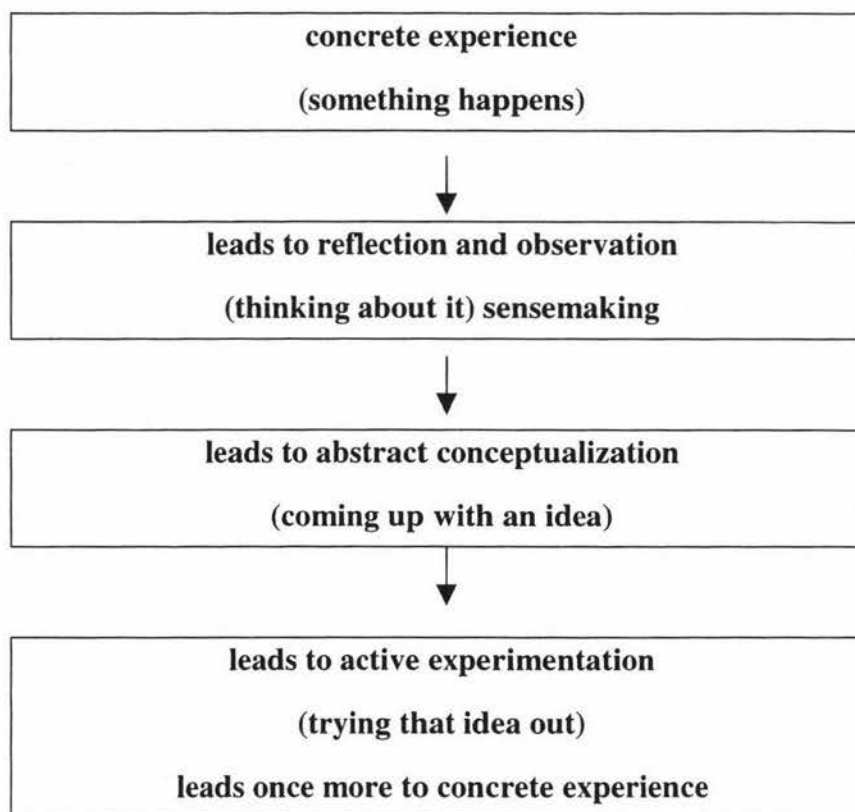 concrete experience
(something happens)
leads to reflection and observation
(thinking about it) sensemaking
leads to abstract conceptualization
(coming up with an idea)
leads to active experimentation
(trying that idea out)
leads once more to concrete experience